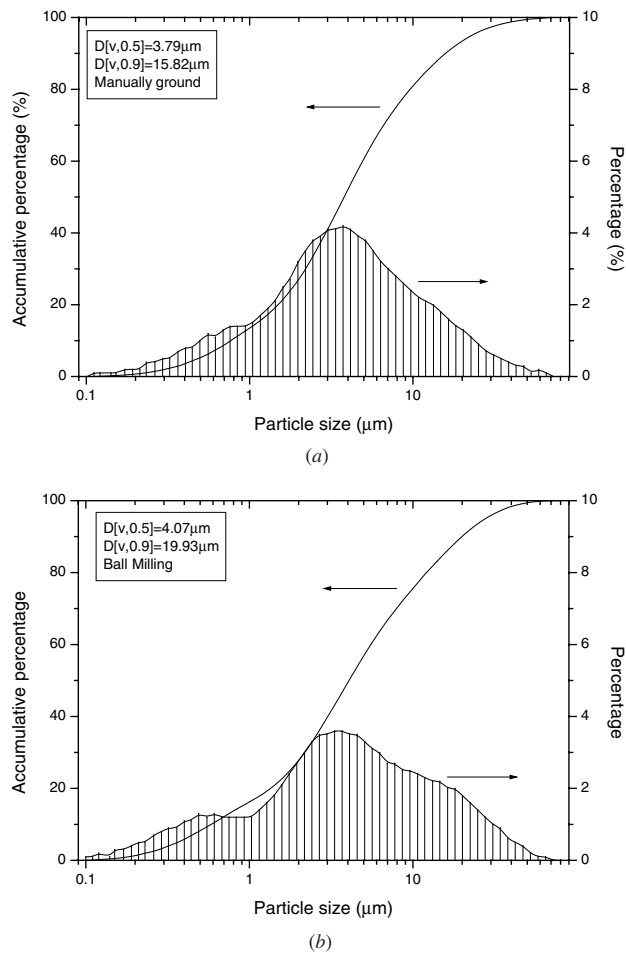 100
10
D[v,0.5]=3.79μm
D[v,0.9]=15.82μm
Manually ground
80
8
Accumulative percentage (%)
60
6
Percentage (%)
40
4
20
2
0
0
0.1
1
10
Particle size (μm)
(a)
100
10
D[v,0.5]=4.07μm
D[v,0.9]=19.93μm
Ball Milling
80
8
Accumulative percentage
60
6
Percentage
40
4
20
2
0
0
0.1
1
10
Particle size (μm)
(b)